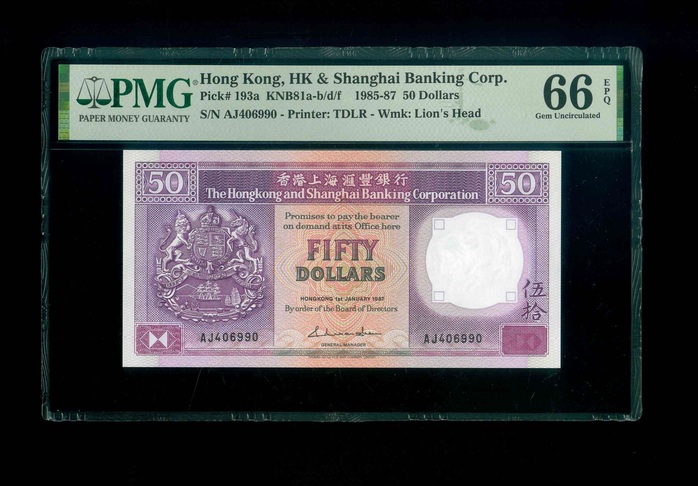 PMG
PAPER MONEY GUARANTY
Hong Kong, HK & Shanghai Banking Corp.
Pick# 193a KNB81a-b/d/f 1985-87 50 Dollars
S/N AJ406990 - Printer: TDLR - Wmk: Lion's Head
66
EPQ
Gem Uncirculated
50
香港上海滙豐銀行
50
The Hongkong and Shanghai Banking Corporation
Promises to pay the bearer
on demand at its Office here
FIFTY
DOLLARS
HONGKONG 1st JANUARY 1987
By order of the Board of Directors
伍拾
AJ406990
AJ406990
GENERAL MANAGER